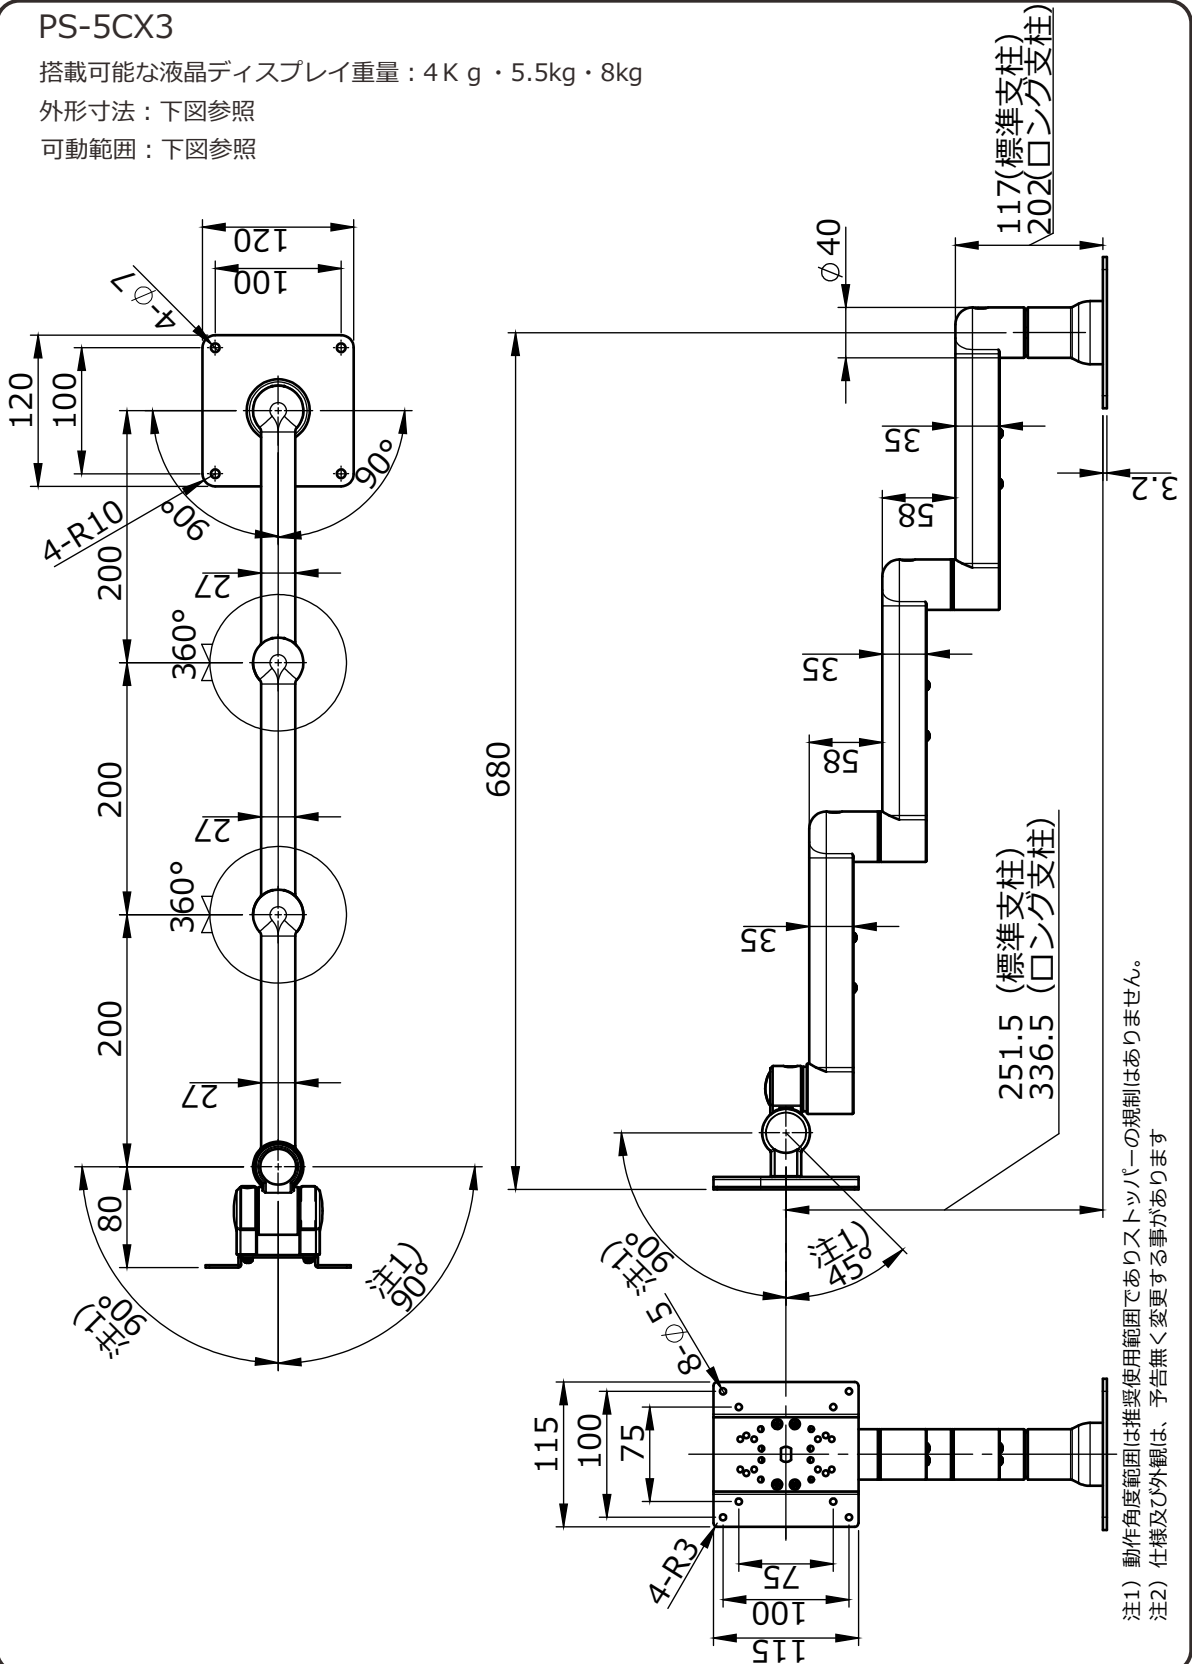 PS-5CX3
搭載可能な液晶ディスプレイ重量：4Ｋｇ・5.5kg・8kg
外形寸法：下図参照
可動範囲：下図参照
120
100
4-∅7
120
100
4-R10
90°
90°
200
27
360°
200
27
360°
200
27
80
注1)
90°
注1)
90°
117(標準支柱)
202(ロング支柱)
∅40
35
58
3.2
35
58
680
35
251.5 (標準支柱)
336.5 (ロング支柱)
90°
注1)
注1)
45°
8-∅5
115
100
75
4-R3
75
100
115
注1）動作角度範囲は推奨使用範囲でありストッパーの規制はありません。
注2）仕様及び外観は、予告無く変更する事があります